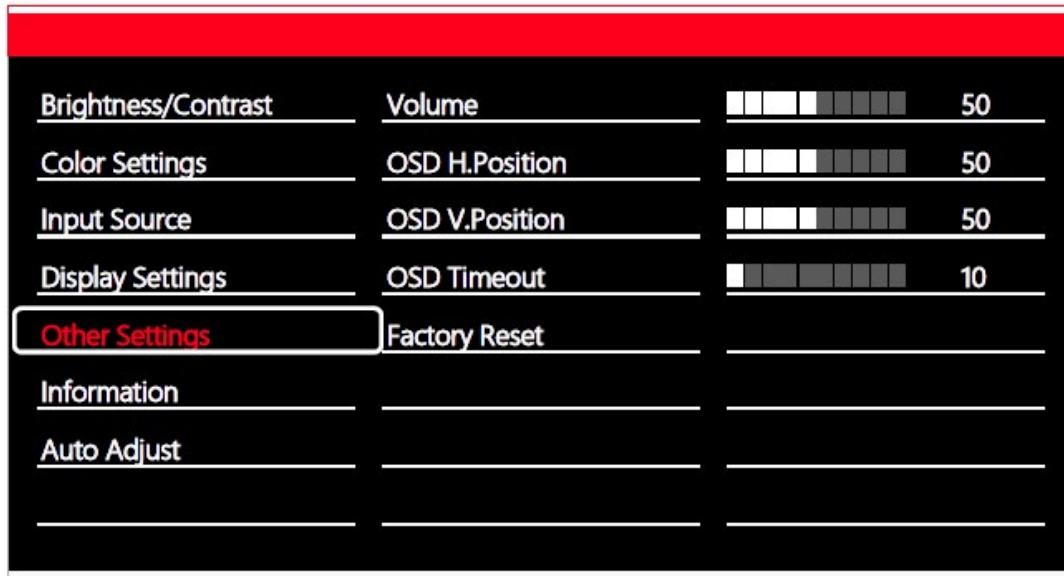 Brightness/Contrast Volume 50
Color Settings OSD H.Position 50
Input Source OSD V.Position 50
Display Settings OSD Timeout 10
Other Settings Factory Reset
Information
Auto Adjust